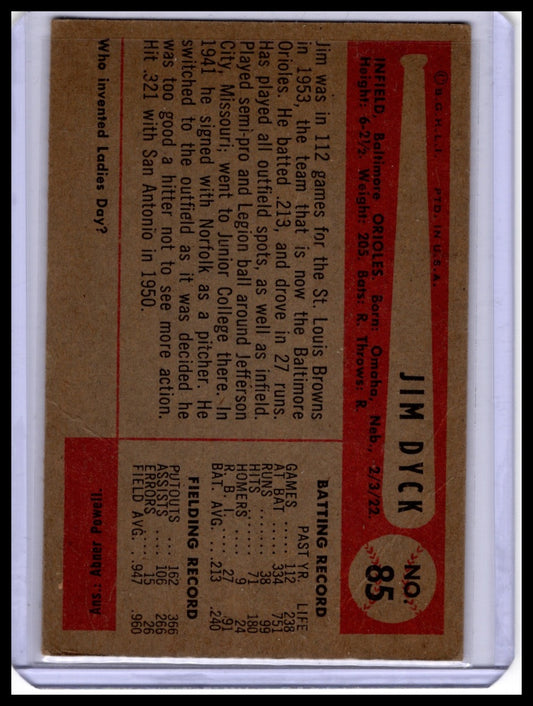 © B.G.H.L.I. PTD. IN U.S.A.
JIM DYCK
NO.
85
INFIELD, Baltimore ORIOLES. Born: Omaha, Neb., 2/3/22.
Height: 6-2½. Weight: 205. Bats: R. Throws: R.
Jim was in 112 games for the St. Louis Browns
in 1953, the team that is now the Baltimore
Orioles. He batted .213, and drove in 27 runs.
Has played all outfield spots, as well as infield.
Played semi-pro and Legion ball around Jefferson
City, Missouri; went to Junior College there. In
1941 he signed with Norfolk as a pitcher. He
switched to the outfield as it was decided he
was too good a hitter not to see more action.
Hit .321 with San Antonio in 1950.
BATTING RECORD
PAST YR. LIFE
GAMES ..... 112 238
AT BAT ..... 334 751
RUNS ..... 38 99
HITS ..... 71 180
HOMERS ..... 9 24
R. B. I. ..... 27 91
BAT. AVG. .. .213 .240
FIELDING RECORD
PUTOUTS .... 162 366
ASSISTS .... 106 266
ERRORS .... 15 26
FIELD AVG. .. .947 .960
Who invented Ladies Day?
Ans.: Abner Powell.